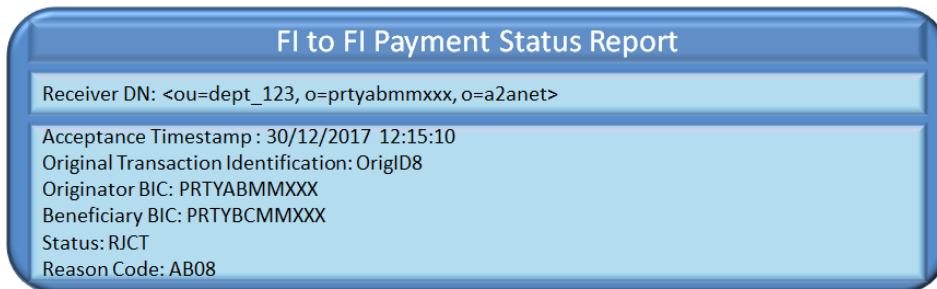 FI to FI Payment Status Report
Receiver DN: <ou=dept_123, o=prtyabmmxxx, o=a2anet>
Acceptance Timestamp : 30/12/2017 12:15:10
Original Transaction Identification: OrigID8
Originator BIC: PRTYABMMXXX
Beneficiary BIC: PRTYBCMMXXX
Status: RJCT
Reason Code: AB08